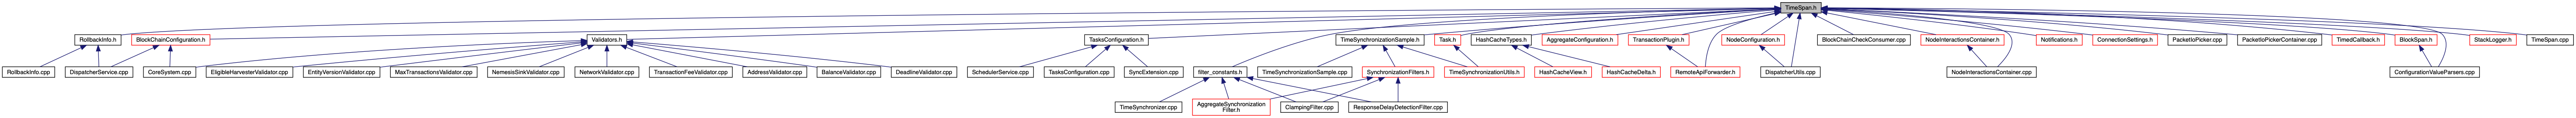 TimeSpan.h
RollbackInfo.h
BlockChainConfiguration.h
Validators.h
TasksConfiguration.h
TimeSynchronizationSample.h
Task.h
HashCacheTypes.h
AggregateConfiguration.h
TransactionPlugin.h
NodeConfiguration.h
BlockChainCheckConsumer.cpp
NodeInteractionsContainer.h
Notifications.h
ConnectionSettings.h
PacketIoPicker.cpp
PacketIoPickerContainer.cpp
TimedCallback.h
BlockSpan.h
StackLogger.h
TimeSpan.cpp
RollbackInfo.cpp
DispatcherService.cpp
CoreSystem.cpp
EligibleHarvesterValidator.cpp
EntityVersionValidator.cpp
MaxTransactionsValidator.cpp
NemesisSinkValidator.cpp
NetworkValidator.cpp
TransactionFeeValidator.cpp
AddressValidator.cpp
BalanceValidator.cpp
DeadlineValidator.cpp
SchedulerService.cpp
TasksConfiguration.cpp
SyncExtension.cpp
filter_constants.h
TimeSynchronizationSample.cpp
SynchronizationFilters.h
TimeSynchronizationUtils.h
HashCacheView.h
HashCacheDelta.h
RemoteApiForwarder.h
DispatcherUtils.cpp
NodeInteractionsContainer.cpp
ConfigurationValueParsers.cpp
TimeSynchronizer.cpp
AggregateSynchronization
Filter.h
ClampingFilter.cpp
ResponseDelayDetectionFilter.cpp